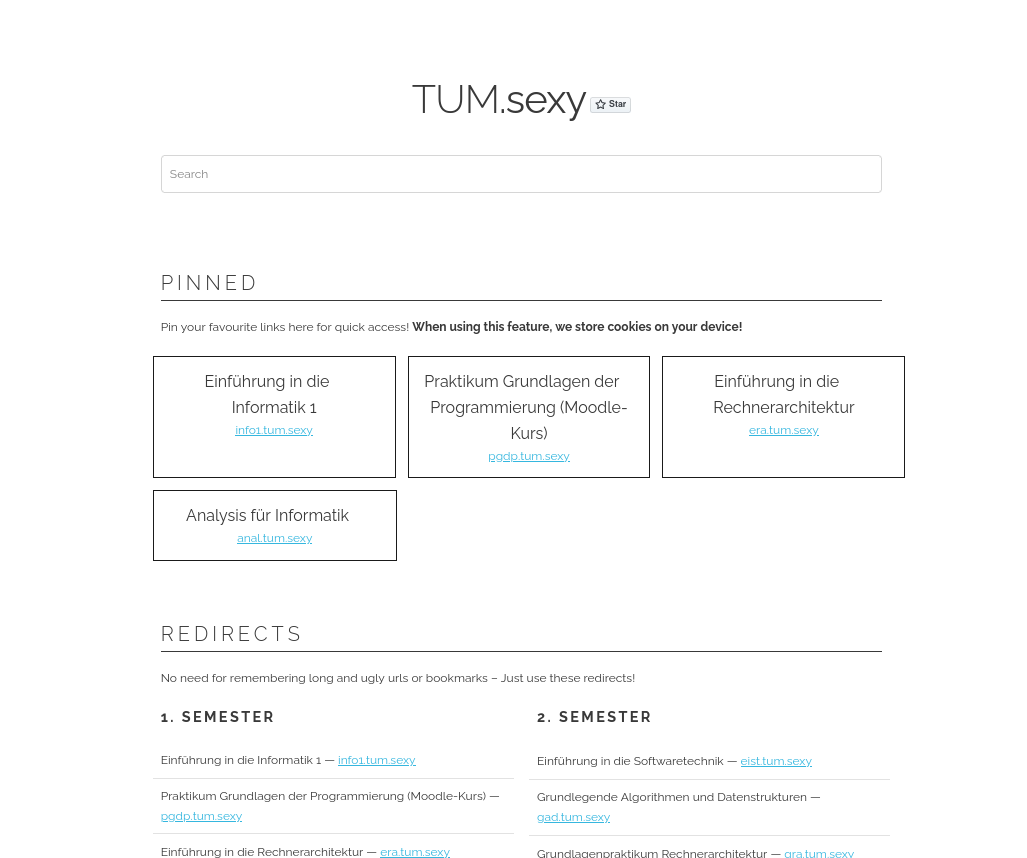 TUM.sexy Star
Search
PINNED
Pin your favourite links here for quick access! When using this feature, we store cookies on your device!
Einführung in die
Informatik 1
info1.tum.sexy
Praktikum Grundlagen der
Programmierung (Moodle-
Kurs)
pgdp.tum.sexy
Einführung in die
Rechnerarchitektur
era.tum.sexy
Analysis für Informatik
anal.tum.sexy
REDIRECTS
No need for remembering long and ugly urls or bookmarks – Just use these redirects!
1. SEMESTER
Einführung in die Informatik 1 — info1.tum.sexy
Praktikum Grundlagen der Programmierung (Moodle-Kurs) —
pgdp.tum.sexy
Einführung in die Rechnerarchitektur — era.tum.sexy
2. SEMESTER
Einführung in die Softwaretechnik — eist.tum.sexy
Grundlegende Algorithmen und Datenstrukturen —
gad.tum.sexy
Grundlagenpraktikum Rechnerarchitektur — gra.tum.sexy